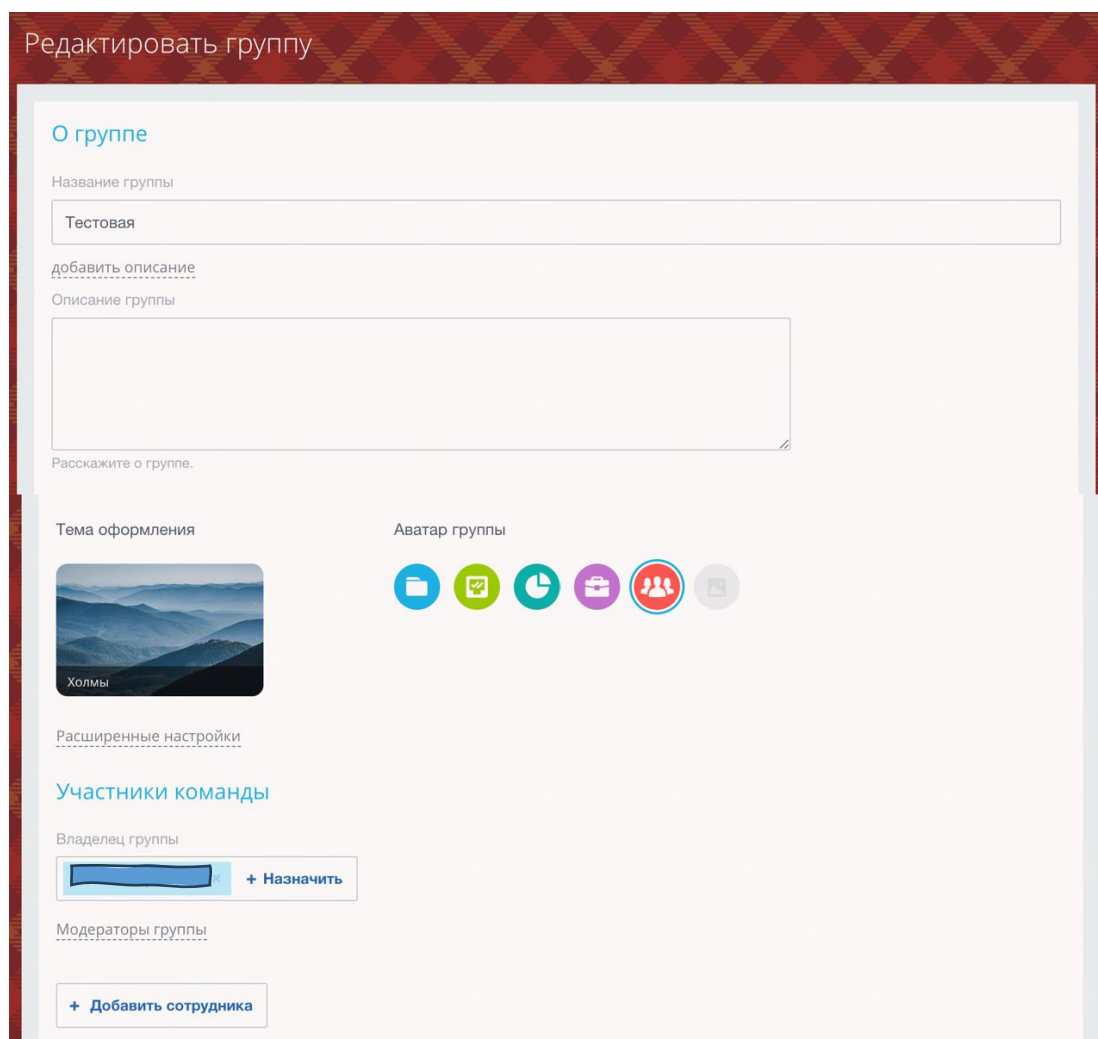 Редактировать группу
О группе
Название группы
Тестовая
добавить описание
Описание группы
Расскажите о группе.
Тема оформления
Аватар группы
Холмы
Расширенные настройки
Участники команды
Владелец группы
× + Назначить
Модераторы группы
+ Добавить сотрудника